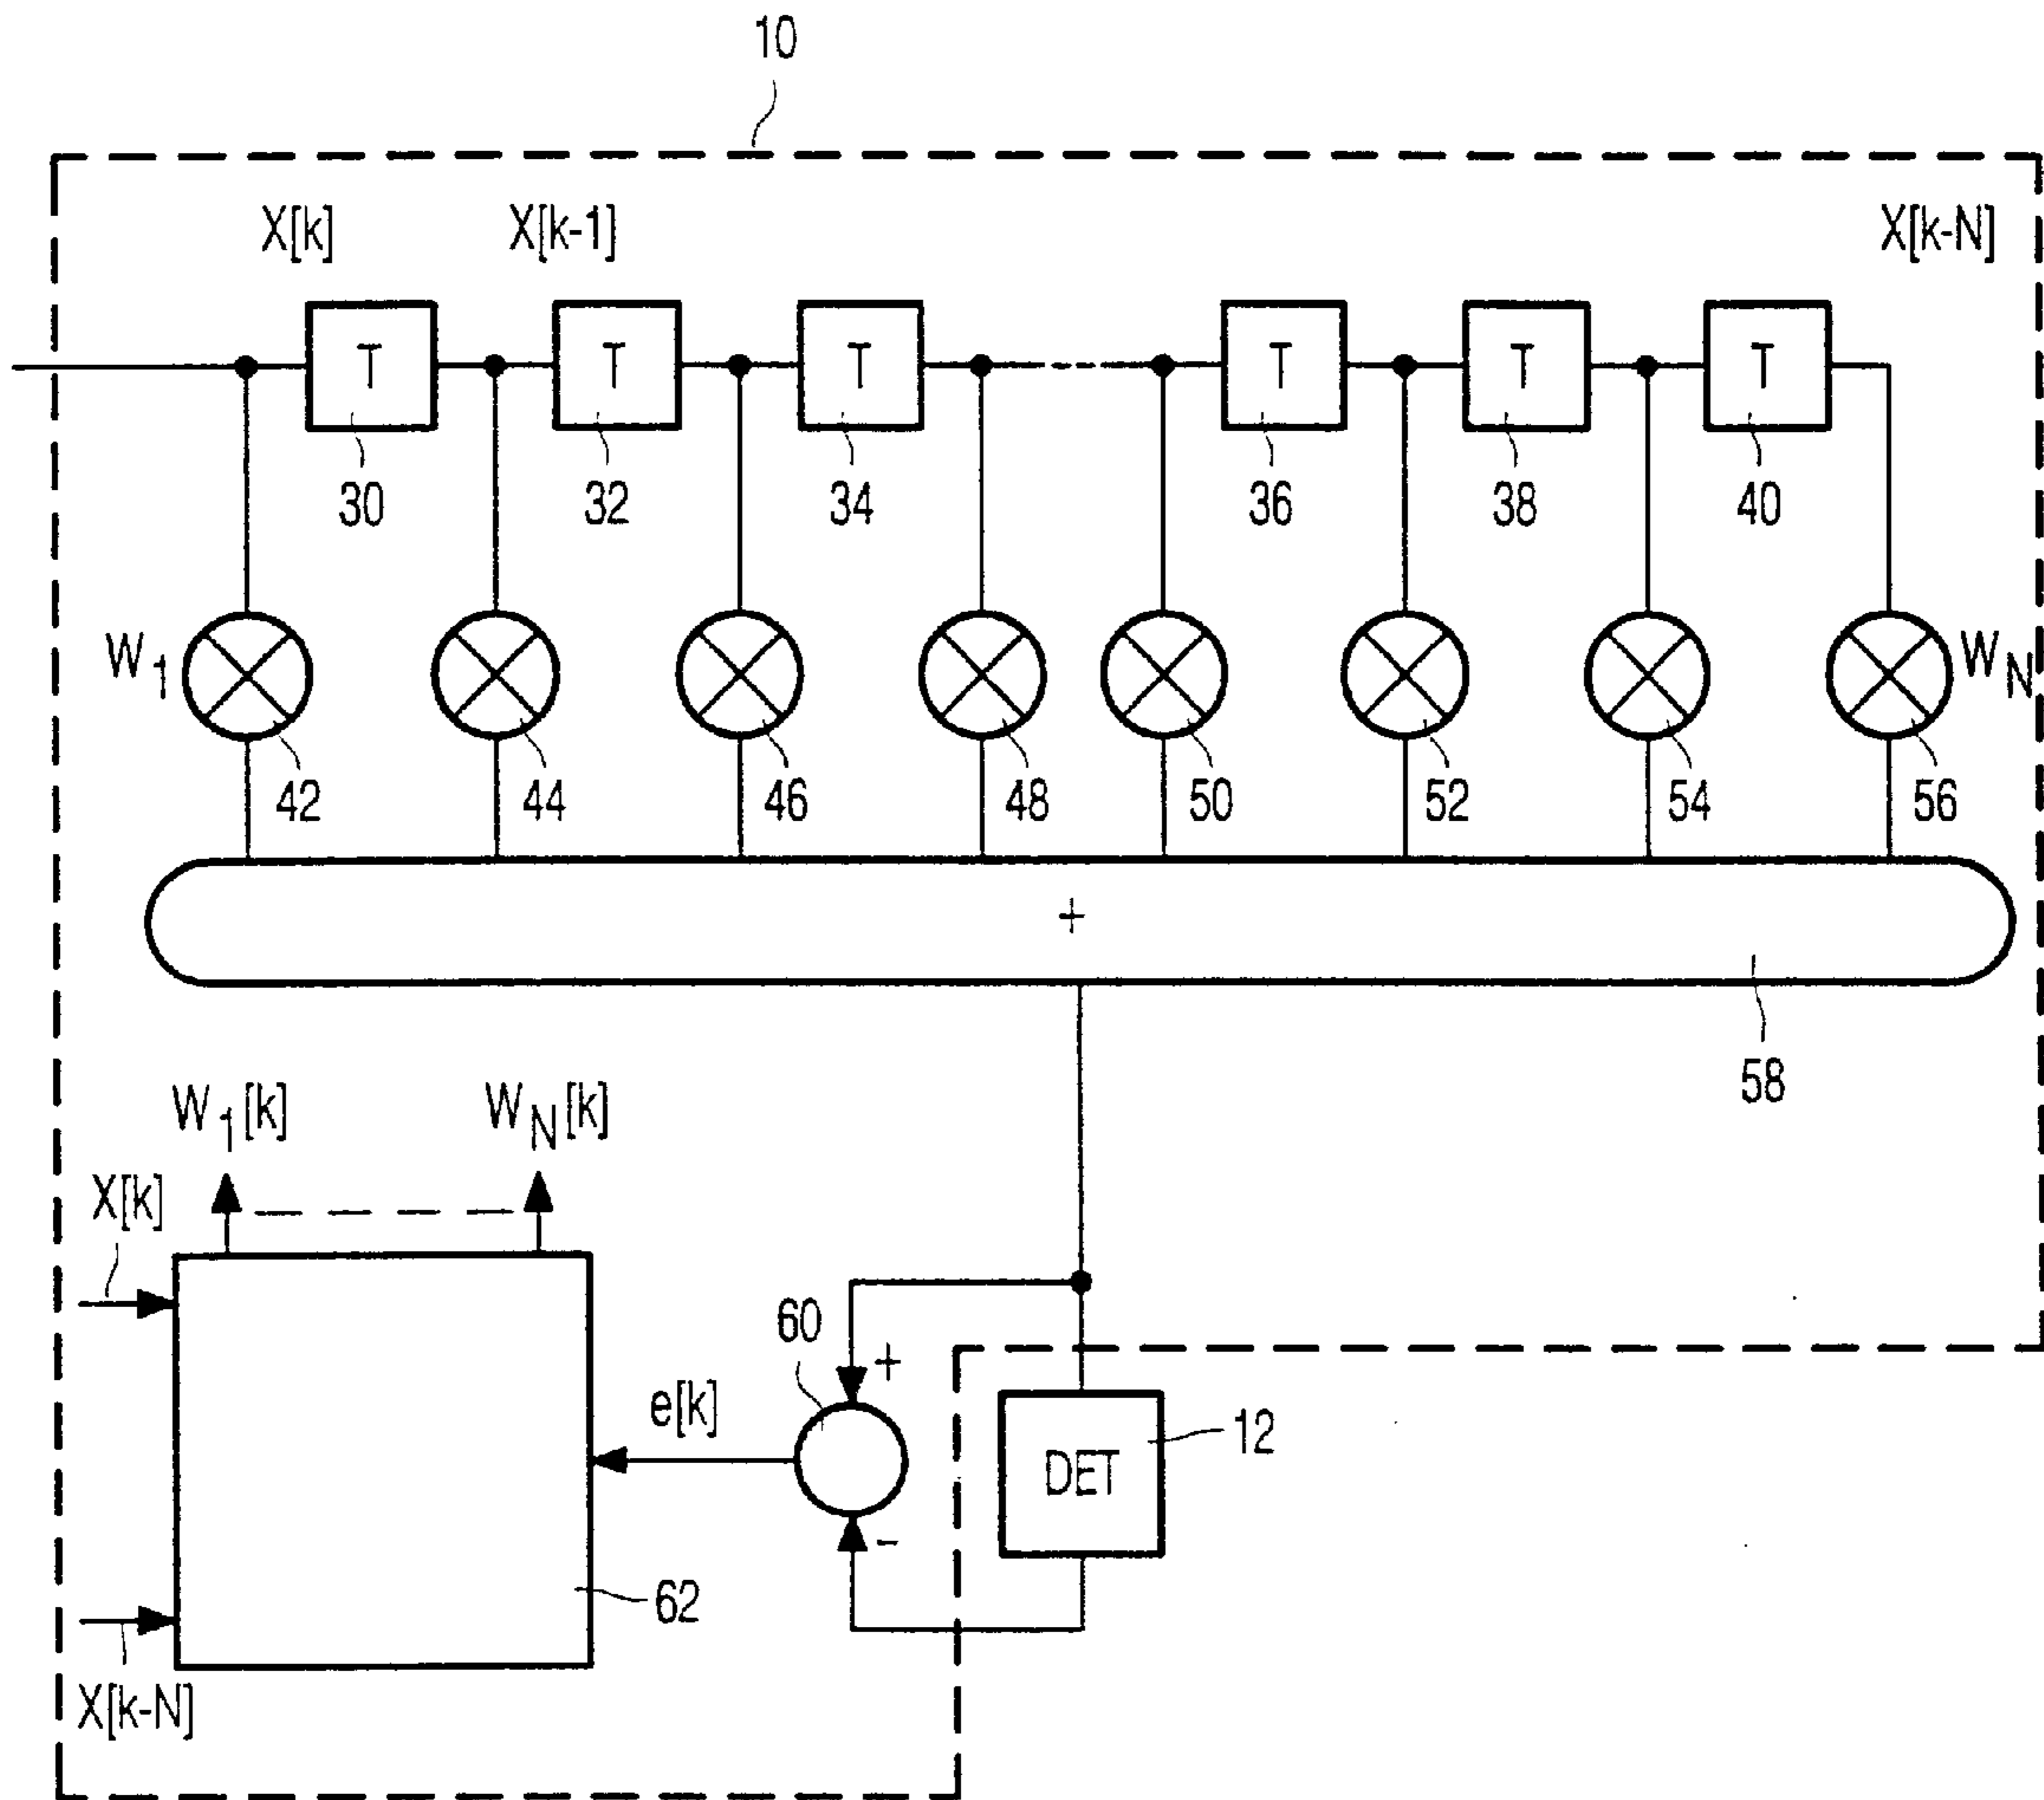 10
X[k] X[k-1] X[k-N]
T T T T T T
30 32 34 36 38 40
W1 WN
42 44 46 48 50 52 54 56
+
58
W1[k] WN[k]
X[k]
60
+
e[k]
12
DET
-
62
X[k-N]